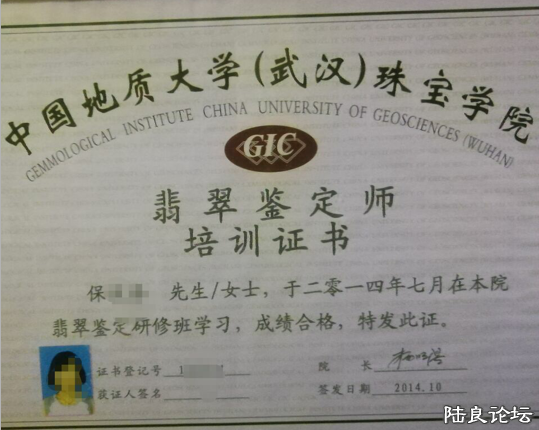 中国地质大学(武汉)珠宝学院
GEMMOLOGICAL INSTITUTE CHINA UNIVERSITY OF GEOSCIENCES (WUHAN)
GIC
翡翠鉴定师
培训证书
保 先生/女士，于二零一四年七月在本院
翡翠鉴定研修班学习，成绩合格，特发此证。
证书登记号 1
获证人签名
院 长
签发日期 2014.10
陆良论坛